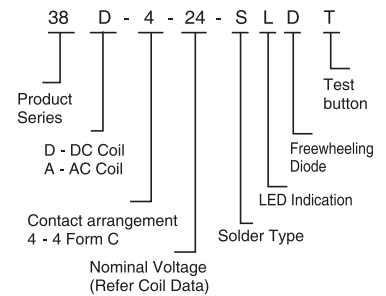 38 D - 4 - 24 - S L D T
Test
button
Product
Series
Freewheeling
Diode
D - DC Coil
A - AC Coil
LED Indication
Contact arrangement
4 - 4 Form C
Solder Type
Nominal Voltage
(Refer Coil Data)